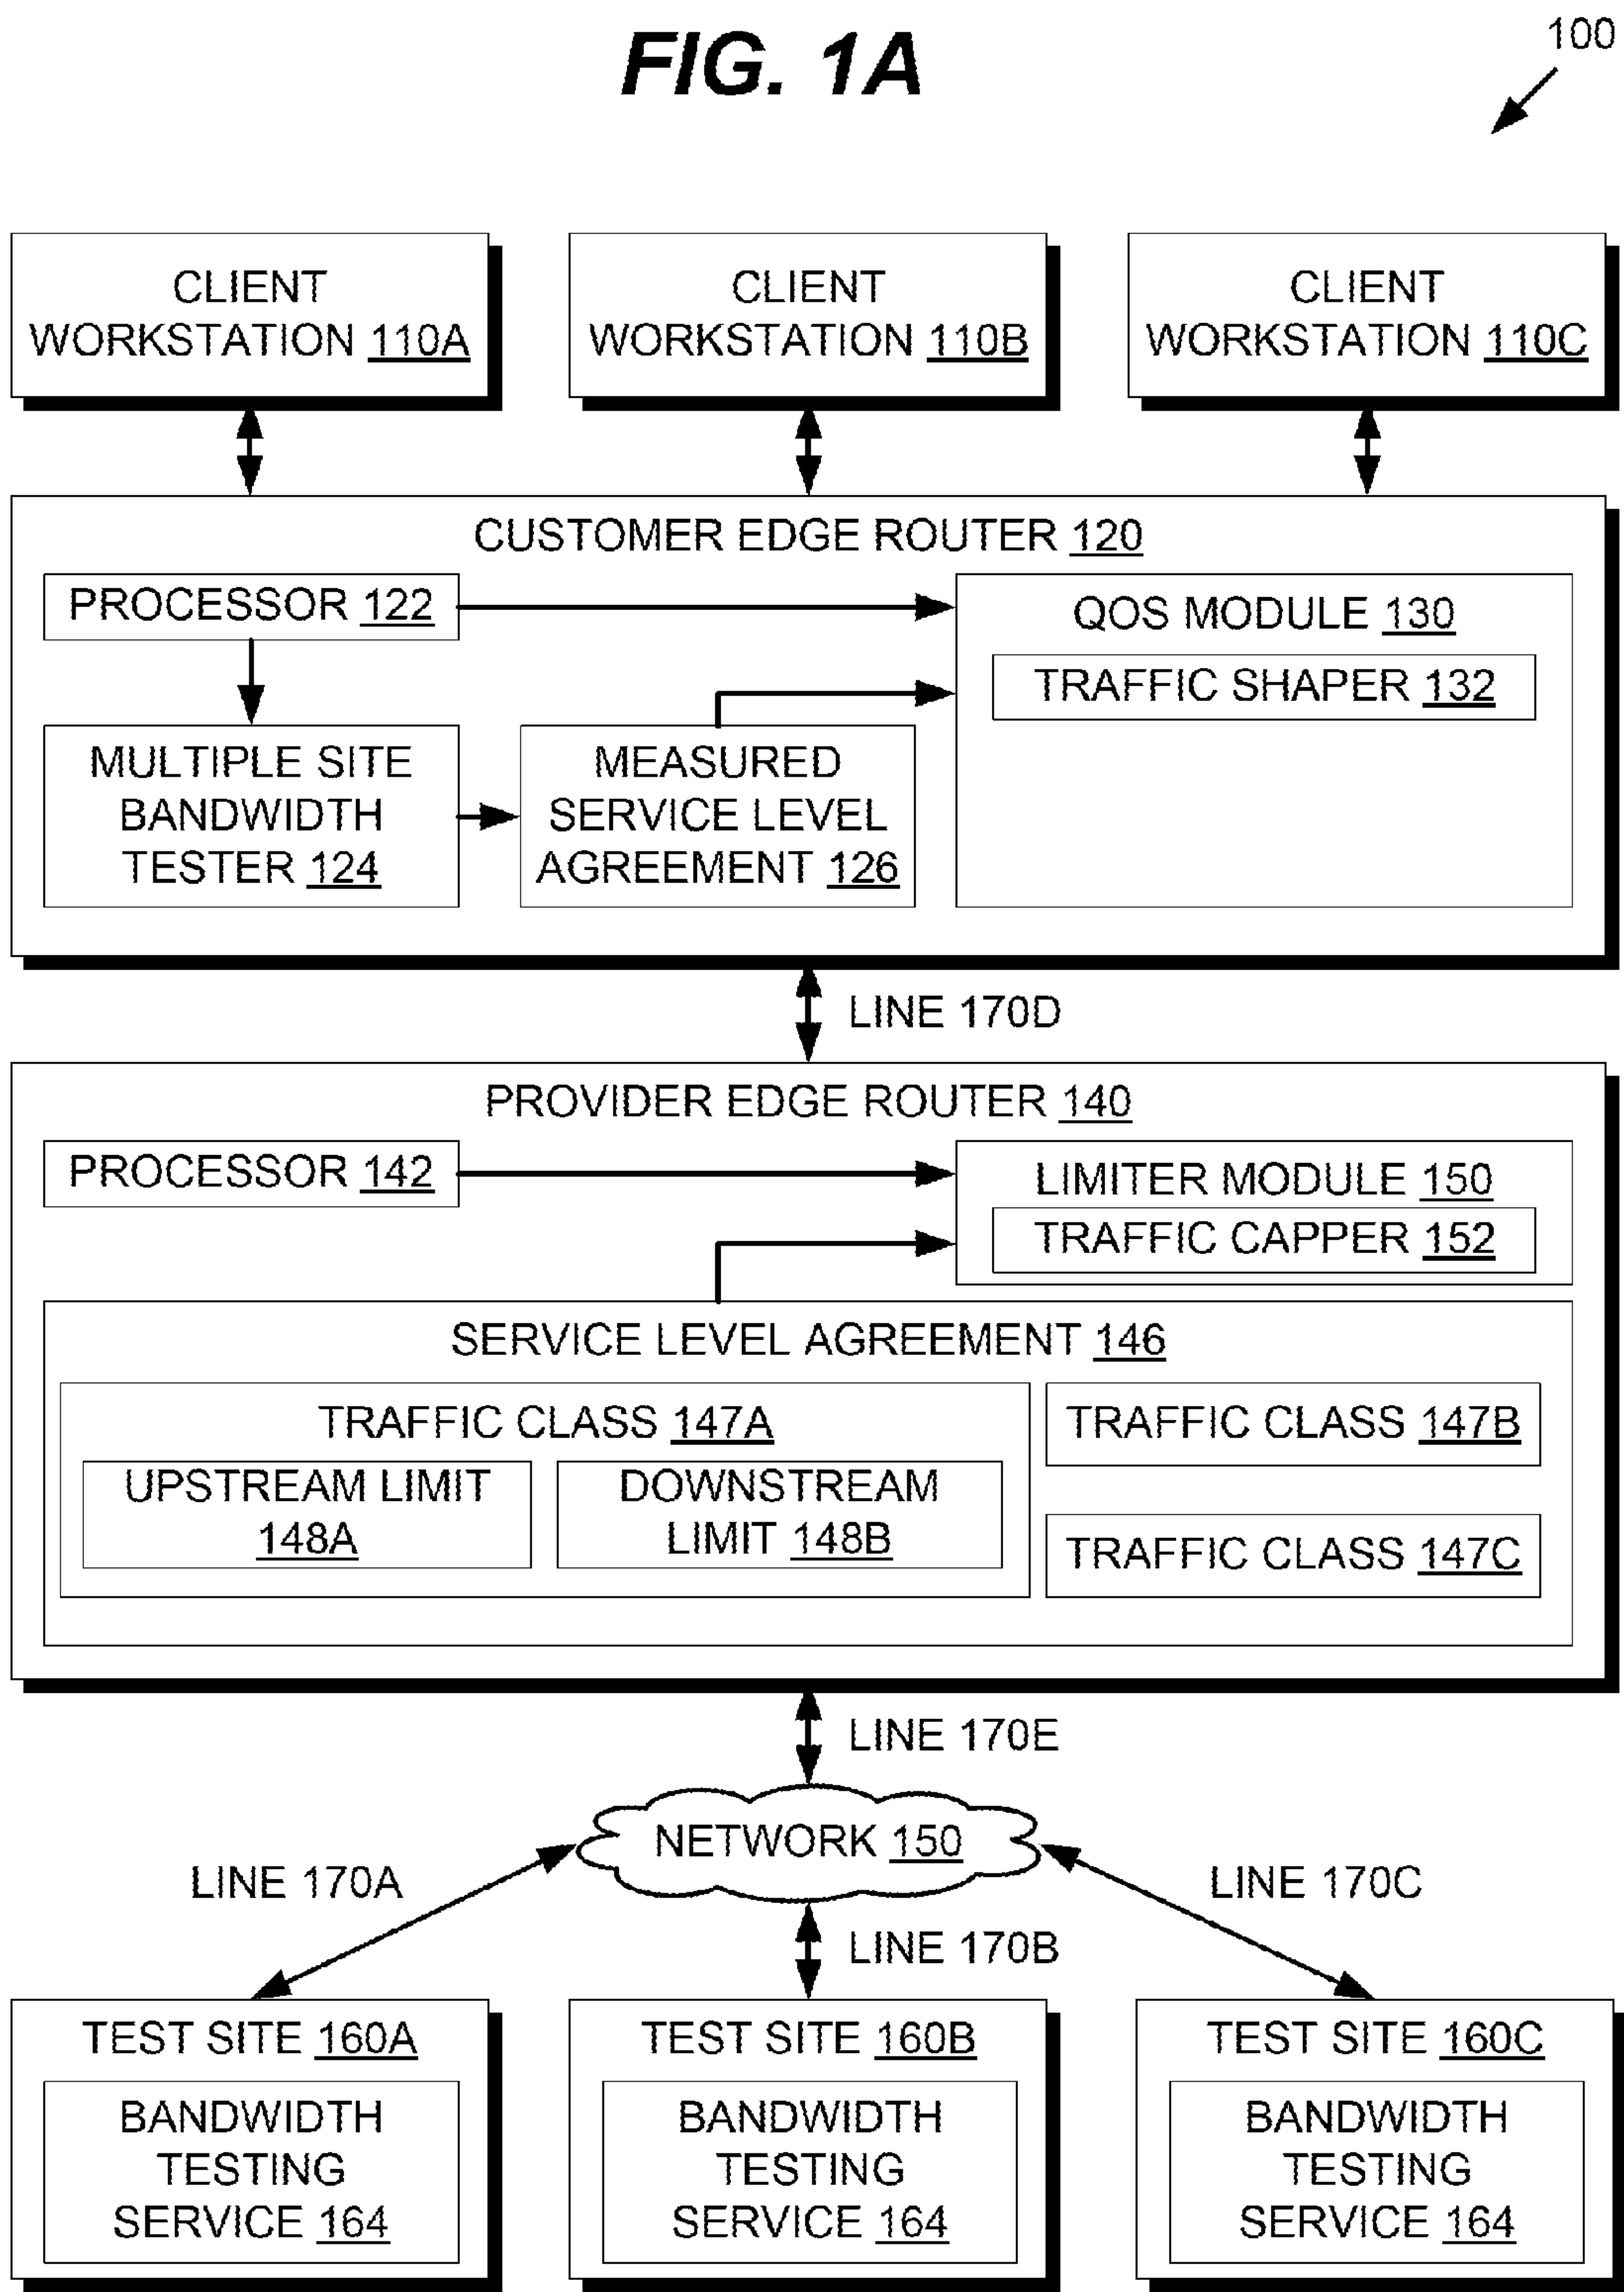 FIG. 1A
100
CLIENT
WORKSTATION 110A
CLIENT
WORKSTATION 110B
CLIENT
WORKSTATION 110C
CUSTOMER EDGE ROUTER 120
PROCESSOR 122
QOS MODULE 130
TRAFFIC SHAPER 132
MULTIPLE SITE
BANDWIDTH
TESTER 124
MEASURED
SERVICE LEVEL
AGREEMENT 126
LINE 170D
PROVIDER EDGE ROUTER 140
PROCESSOR 142
LIMITER MODULE 150
TRAFFIC CAPPER 152
SERVICE LEVEL AGREEMENT 146
TRAFFIC CLASS 147A
UPSTREAM LIMIT
148A
DOWNSTREAM
LIMIT 148B
TRAFFIC CLASS 147B
TRAFFIC CLASS 147C
LINE 170E
NETWORK 150
LINE 170A
LINE 170C
LINE 170B
TEST SITE 160A
BANDWIDTH
TESTING
SERVICE 164
TEST SITE 160B
BANDWIDTH
TESTING
SERVICE 164
TEST SITE 160C
BANDWIDTH
TESTING
SERVICE 164